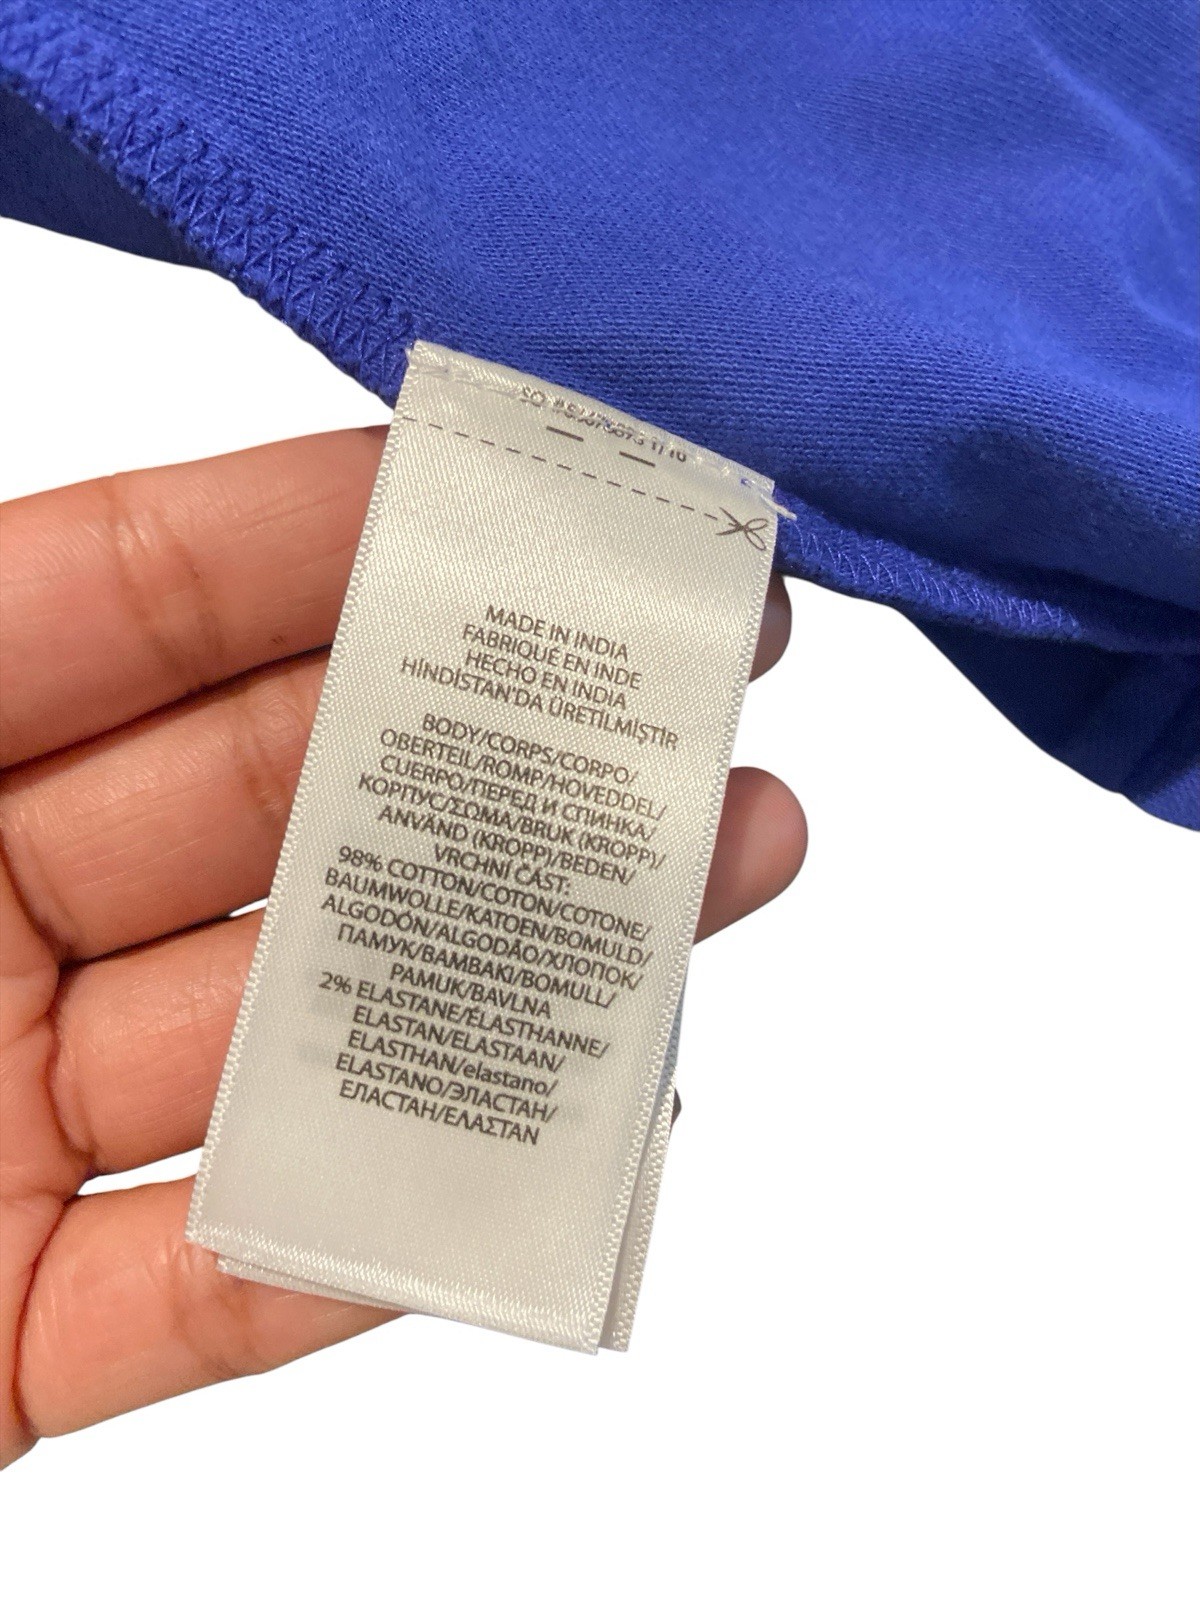 MADE IN INDIA
FABRIQUÉ EN INDE
HECHO EN INDIA
HİNDİSTAN'DA ÜRETİLMİŞTİR
BODY/CORPS/CORPO/
OBERTEIL/ROMP/HOVEDDEL/
CUERPO/ПЕРЕД И СПИНКА/
КОРПУС/ΣΩΜΑ/BRUK (KROPP)/
ANVÄND (KROPP)/BEDEN/
VRCHNÍ ČÁST:
98% COTTON/COTON/COTONE/
BAUMWOLLE/KATOEN/BOMULD/
ALGODÓN/ALGODÃO/ХЛОПОК/
ПАМУК/ΒΑΜΒΑΚΙ/BOMULL/
PAMUK/BAVLNA
2% ELASTANE/ÉLASTHANNE/
ELASTAN/ELASTAAN/
ELASTHAN/elastano/
ELASTANO/ЭЛАСТАН/
ЕЛАСТАН/ΕΛΑΣΤΑΝ